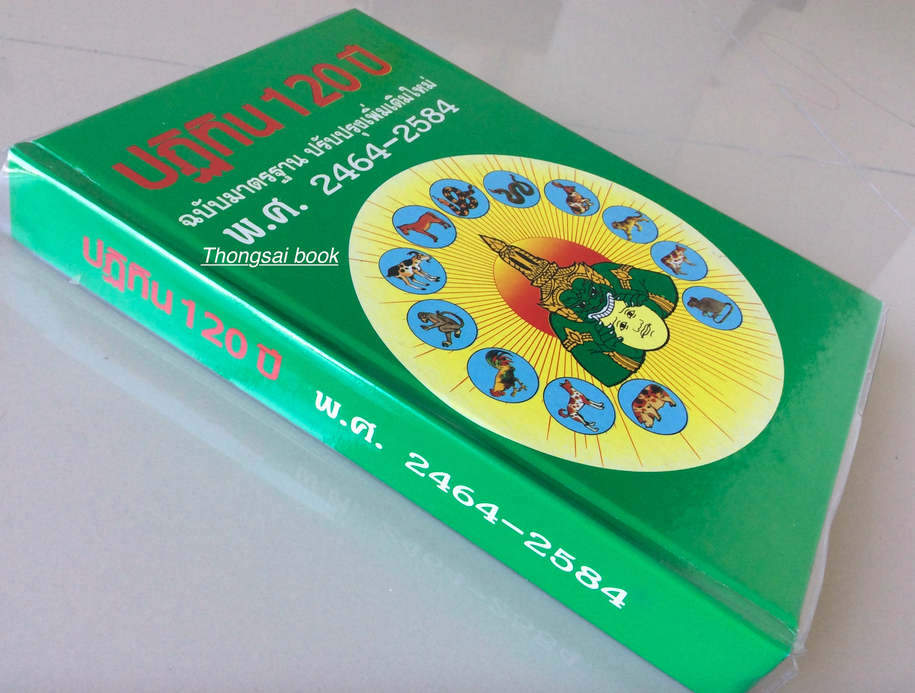 ปฏิทิน 120 ปี
ฉบับมาตรฐาน ปรับปรุงเพิ่มเติมใหม่
พ.ศ. 2464-2584
Thongsai book
ปฏิทิน 120 ปี พ.ศ. 2464-2584